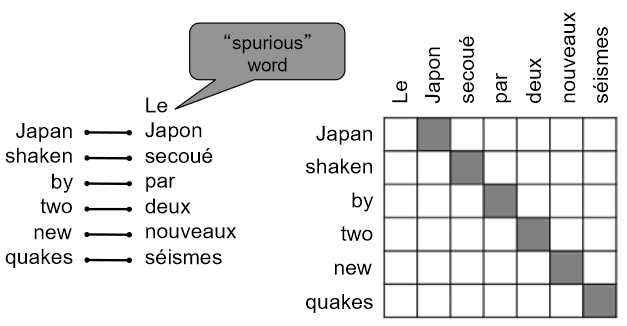 “spurious”
word
Le
Japan Japon
shaken secoué
by par
two deux
new nouveaux
quakes séismes
Le Japon secoué par deux nouveaux séismes
Japan
shaken
by
two
new
quakes